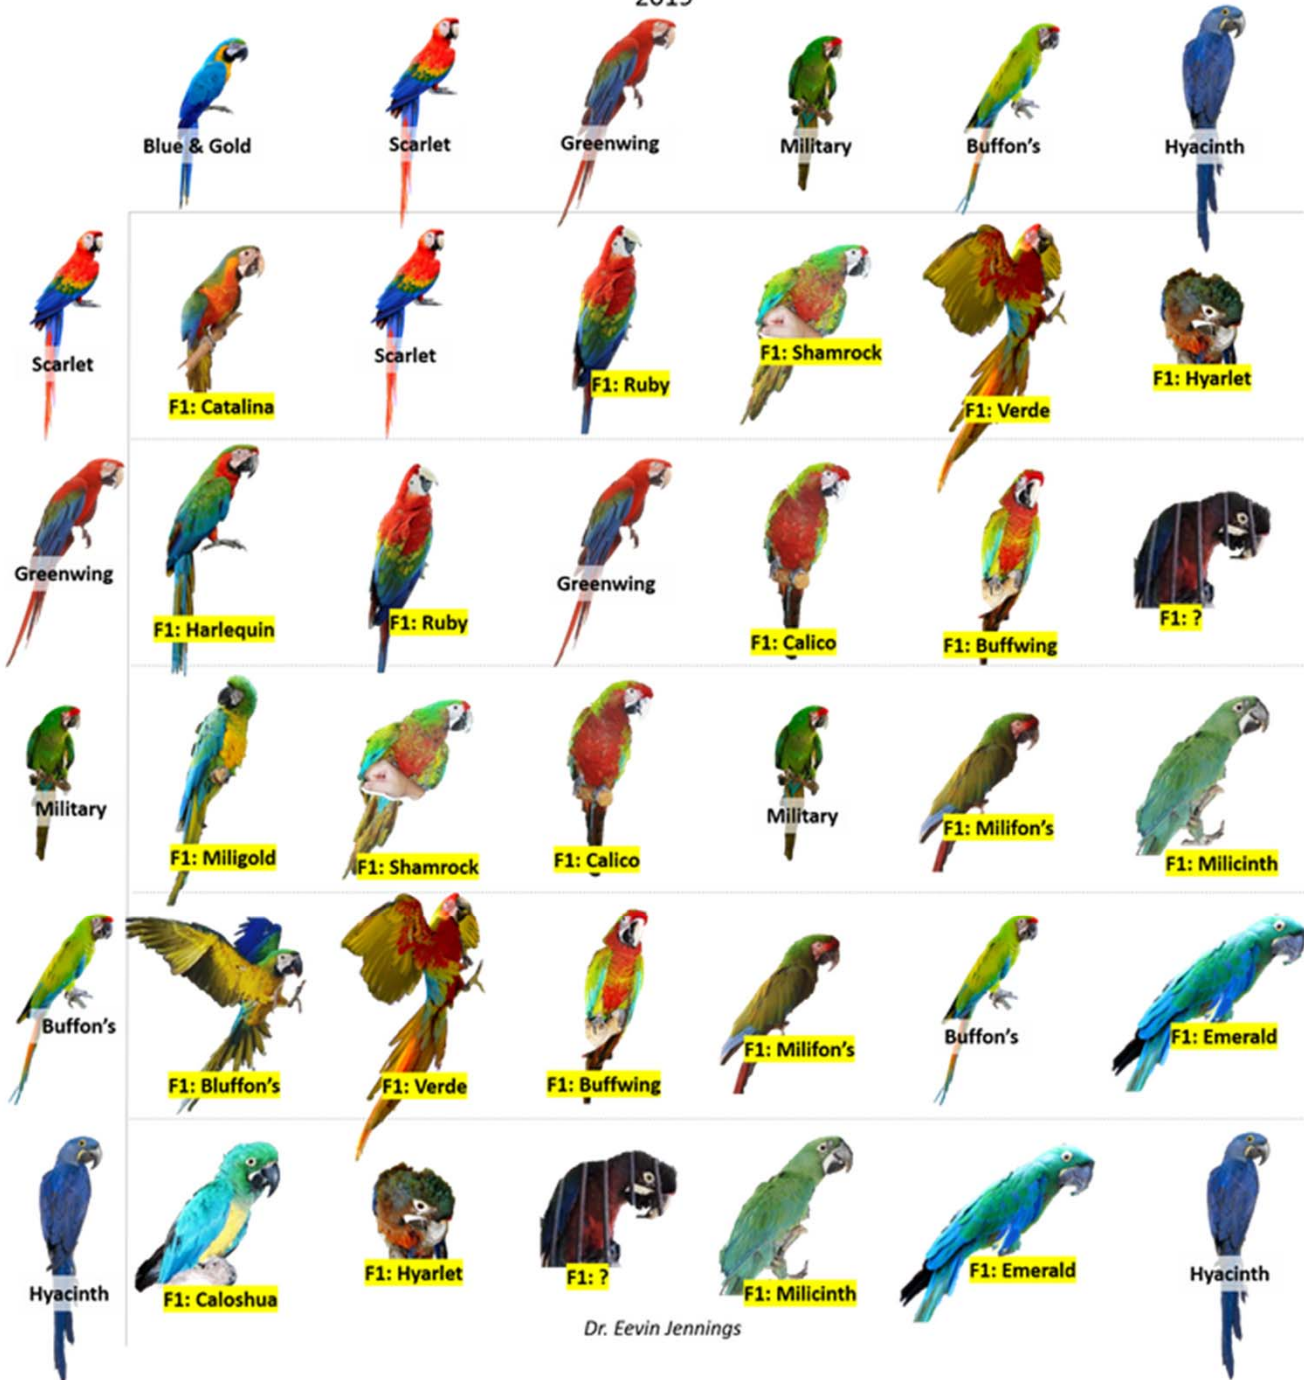 2019
Blue & Gold
Scarlet
Greenwing
Military
Buffon's
Hyacinth
Scarlet
F1: Catalina
Scarlet
F1: Ruby
F1: Shamrock
F1: Verde
F1: Hyarlet
Greenwing
F1: Harlequin
F1: Ruby
Greenwing
F1: Calico
F1: Buffwing
F1: ?
Military
F1: Miligold
F1: Shamrock
F1: Calico
Military
F1: Milifon's
F1: Milicinth
Buffon's
F1: Bluffon's
F1: Verde
F1: Buffwing
F1: Milifon's
Buffon's
F1: Emerald
Hyacinth
F1: Caloshua
F1: Hyarlet
F1: ?
F1: Milicinth
F1: Emerald
Hyacinth
Dr. Eevin Jennings